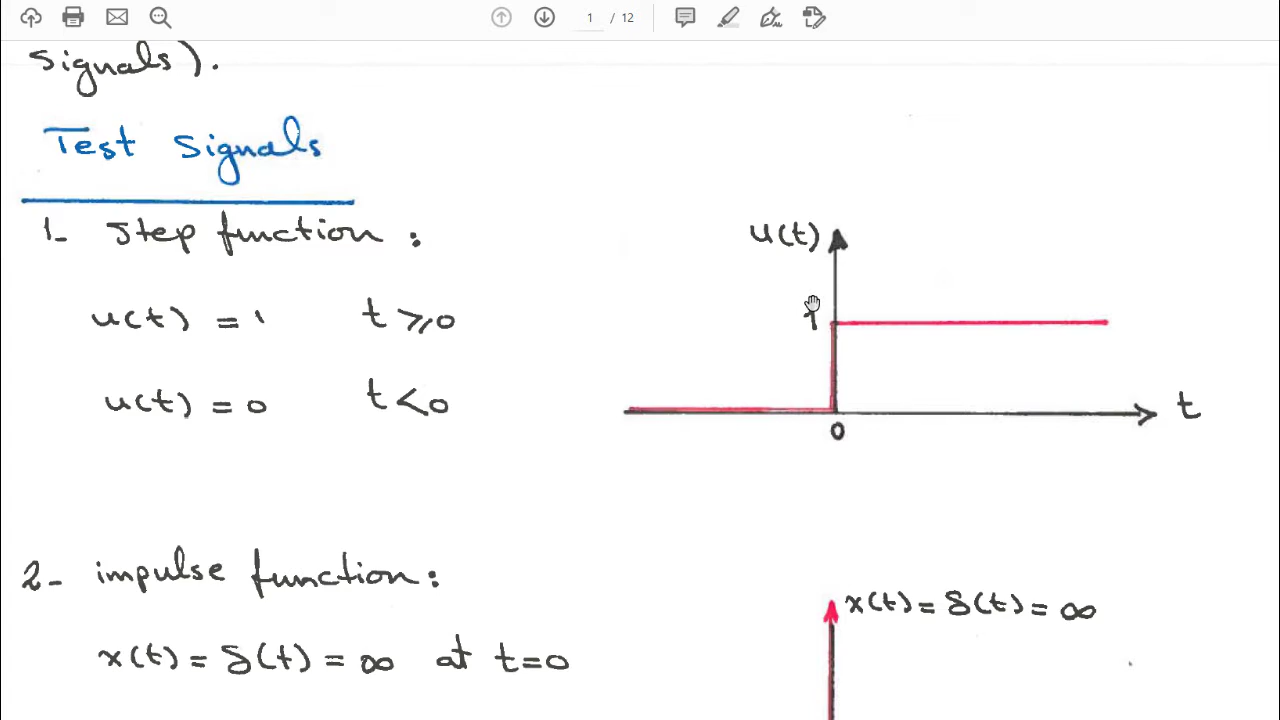 1 / 12
signals).
Test Signals
1- step function :
u(t)
u(t) = 1 t ≥ 0
1
u(t) = 0 t < 0
t
0
2- impulse function :
x(t) = δ(t) = ∞
x(t) = δ(t) = ∞ at t=0